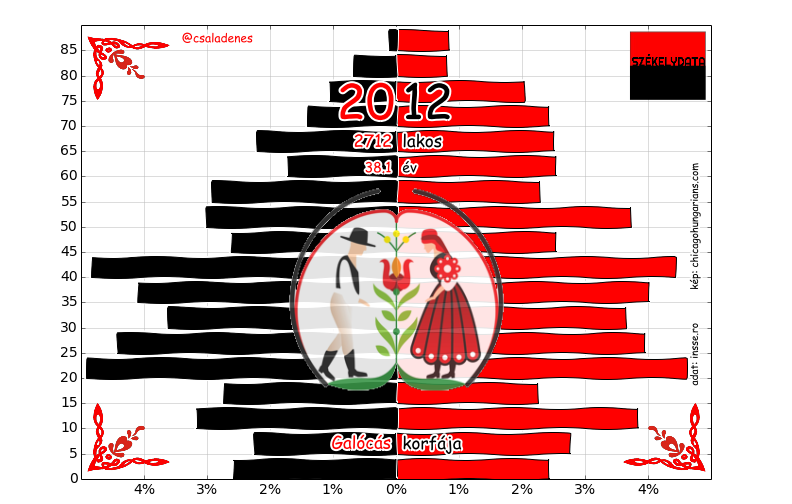 @csaladenes
SZÉKELYDATA
2012
2712 lakos
38.1 év
kép: chicagohungarians.com
adat: insse.ro
Galócás korfája
85
80
75
70
65
60
55
50
45
40
35
30
25
20
15
10
5
0
4% 3% 2% 1% 0% 1% 2% 3% 4%